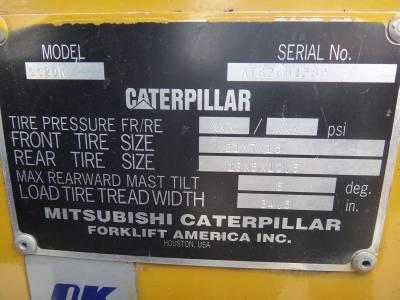 MODEL
SERIAL No.
CATERPILLAR
TIRE PRESSURE FR/RE / psi
FRONT TIRE SIZE
REAR TIRE SIZE
MAX REARWARD MAST TILT deg.
LOAD TIRE TREAD WIDTH in.
MITSUBISHI CATERPILLAR
FORKLIFT AMERICA INC.
HOUSTON, USA